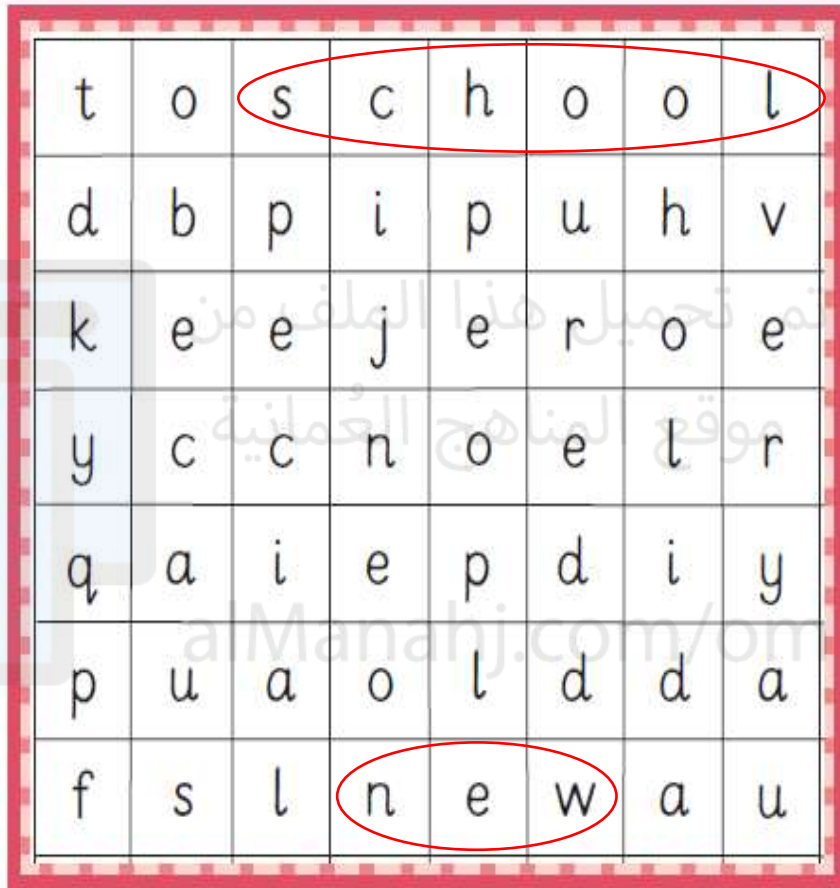 t o s c h o o l
d b p i p u h v
k e e j e r o e
تم تحميل هذا الملف من
y c c n o e l r
موقع المناهج العُمانية
q a i e p d i y
alManahj.com/om
p u a o l d d a
f s l n e w a u